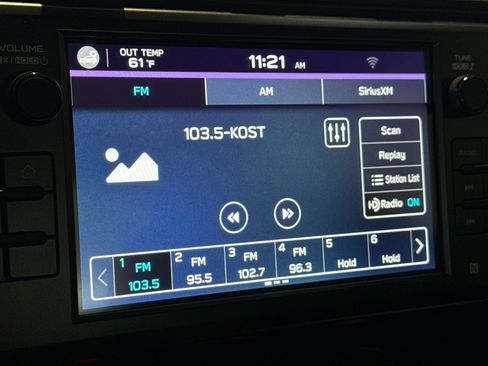 VOLUME
OUT TEMP
61°F
11:21 AM
TUNE
HOLD
FM
AM
SiriusXM
103.5-KOST
Scan
Replay
Station List
HD Radio ON
1 FM 103.5
2 FM 95.5
3 FM 102.7
4 FM 96.3
5 Hold
6 Hold